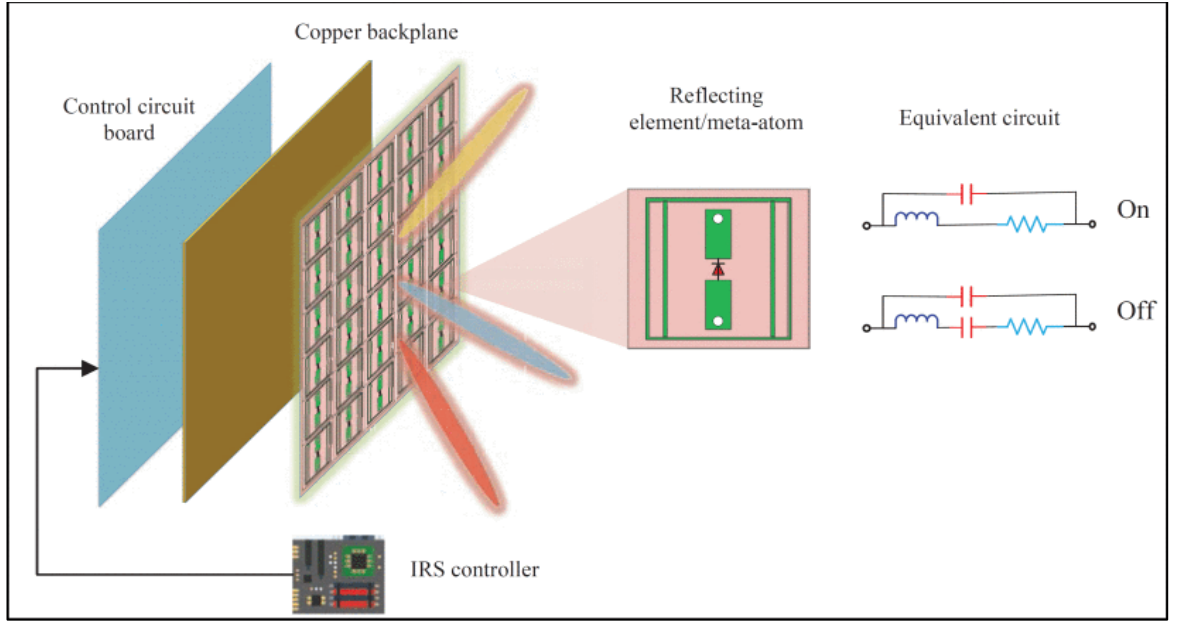 Copper backplane
Control circuit
board
Reflecting
element/meta-atom
Equivalent circuit
On
Off
IRS controller